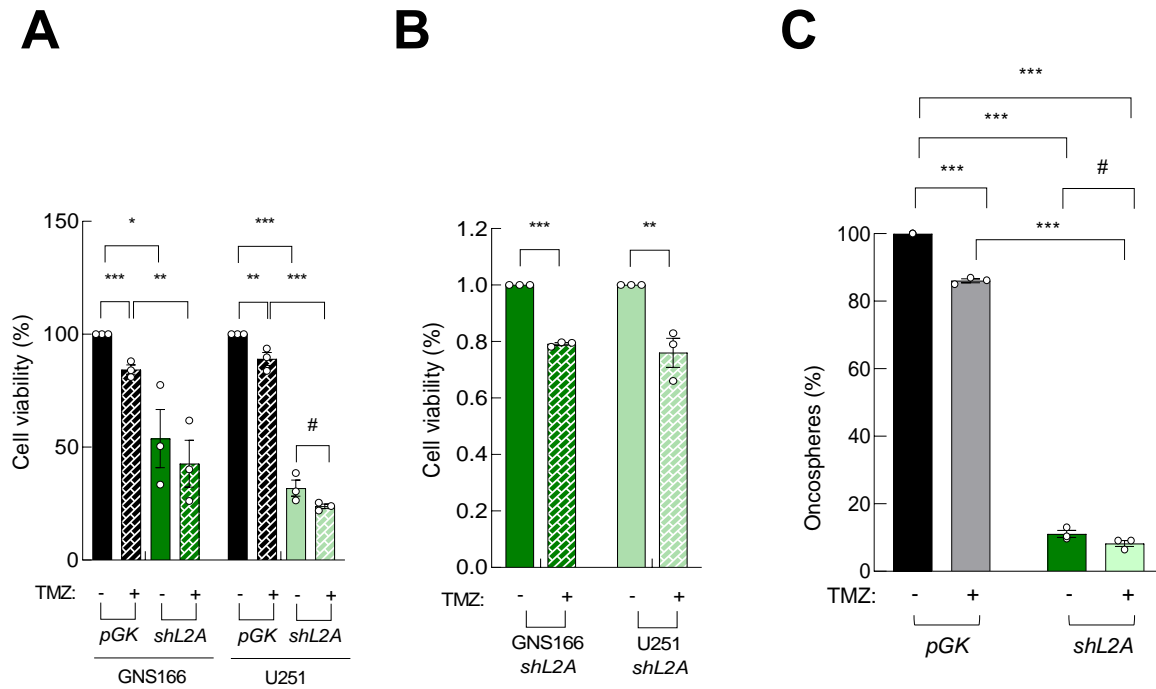 A
B
C
Cell viability (%)
150
100
50
0
*
***
**
***
**
***
#
TMZ:
-
+
-
+
-
+
-
+
pGK
shL2A
pGK
shL2A
GNS166
U251
Cell viability (%)
1.2
1.0
0.8
0.6
0.4
0.2
0.0
***
**
TMZ:
-
+
-
+
GNS166
shL2A
U251
shL2A
Oncospheres (%)
100
80
60
40
20
0
***
***
***
#
***
TMZ:
-
+
-
+
pGK
shL2A